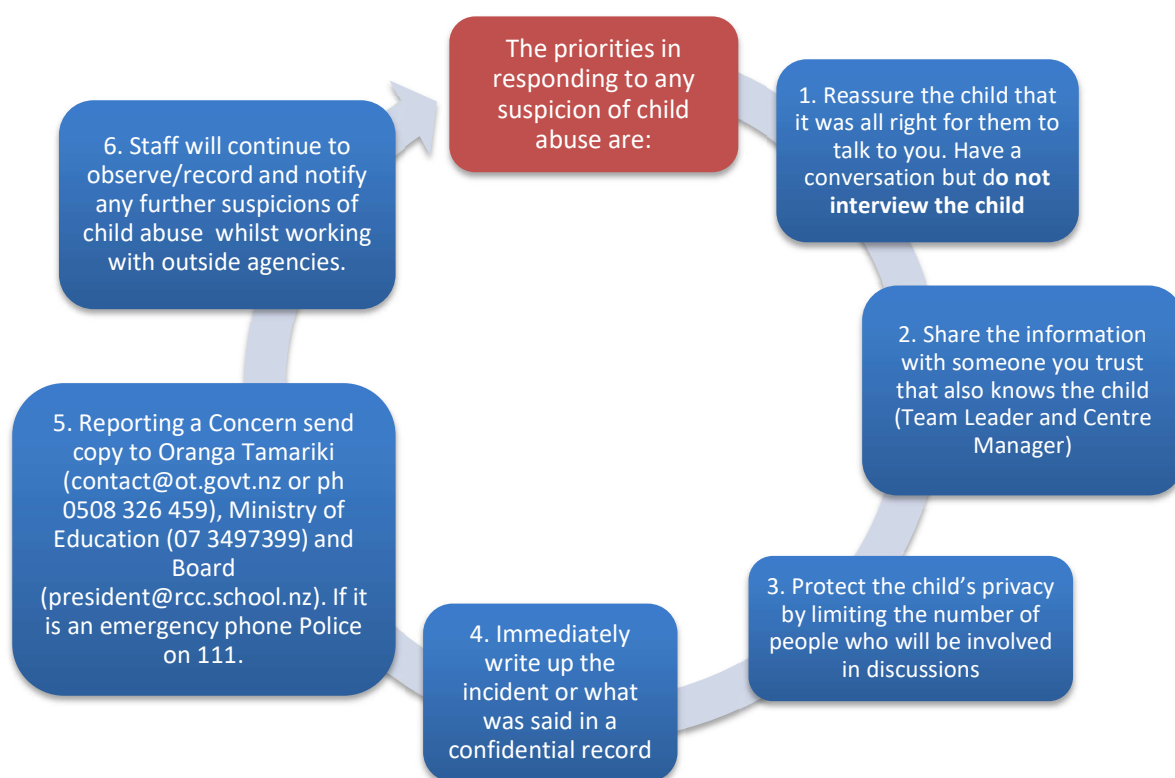 The priorities in
responding to any
suspicion of child
abuse are:
1. Reassure the child that
it was all right for them to
talk to you. Have a
conversation but do not
interview the child
2. Share the information
with someone you trust
that also knows the child
(Team Leader and Centre
Manager)
3. Protect the child’s privacy
by limiting the number of
people who will be involved
in discussions
4. Immediately
write up the
incident or what
was said in a
confidential record
5. Reporting a Concern send
copy to Oranga Tamariki
(contact@ot.govt.nz or ph
0508 326 459), Ministry of
Education (07 3497399) and
Board
(president@rcc.school.nz). If it
is an emergency phone Police
on 111.
6. Staff will continue to
observe/record and notify
any further suspicions of
child abuse  whilst working
with outside agencies.